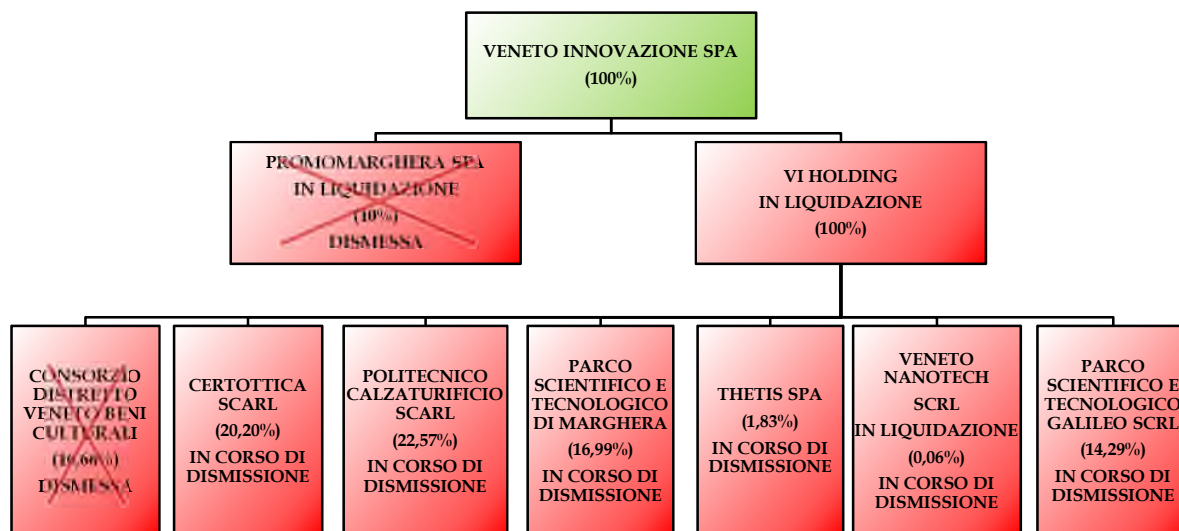 VENETO INNOVAZIONE SPA
(100%)
PROMOMARGHERA SPA
IN LIQUIDAZIONE
(10%)
DISMESSA
VI HOLDING
IN LIQUIDAZIONE
(100%)
CONSORZIO
DISTRETTO
VENETO BENI
CULTURALI
(16,66%)
DISMESSA
CERTOTTICA
SCARL
(20,20%)
IN CORSO DI
DISMISSIONE
POLITECNICO
CALZATURIFICIO
SCARL
(22,57%)
IN CORSO DI
DISMISSIONE
PARCO
SCIENTIFICO E
TECNOLOGICO
DI MARGHERA
(16,99%)
IN CORSO DI
DISMISSIONE
THETIS SPA
(1,83%)
IN CORSO DI
DISMISSIONE
VENETO
NANOTECH
SCRL
IN LIQUIDAZIONE
(0,06%)
IN CORSO DI
DISMISSIONE
PARCO
SCIENTIFICO E
TECNOLOGICO
GALILEO SCRL
(14,29%)
IN CORSO DI
DISMISSIONE